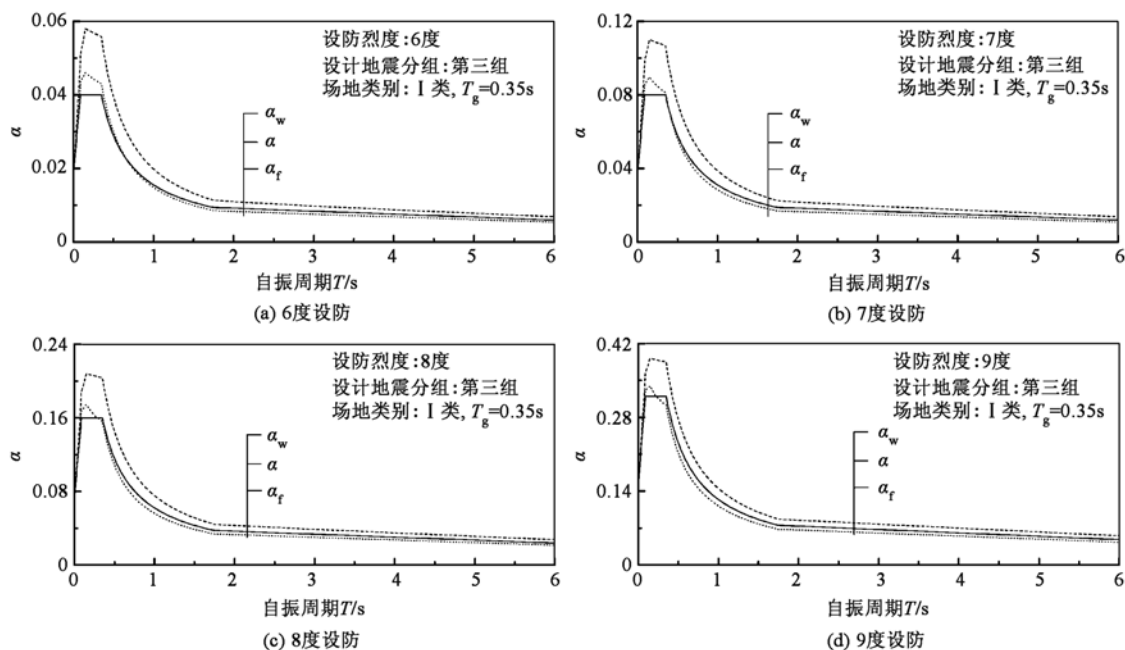 0.06
0.04
0.02
0
α
设防烈度:6度
设计地震分组:第三组
场地类别: I 类, Tg=0.35s
αw
α
αf
0 1 2 3 4 5 6
自振周期T/s
(a) 6度设防
0.12
0.08
0.04
0
α
设防烈度:7度
设计地震分组:第三组
场地类别: I 类, Tg=0.35s
αw
α
αf
0 1 2 3 4 5 6
自振周期T/s
(b) 7度设防
0.24
0.16
0.08
0
α
设防烈度:8度
设计地震分组:第三组
场地类别: I 类, Tg=0.35s
αw
α
αf
0 1 2 3 4 5 6
自振周期T/s
(c) 8度设防
0.42
0.28
0.14
0
α
设防烈度:9度
设计地震分组:第三组
场地类别: I 类, Tg=0.35s
αw
α
αf
0 1 2 3 4 5 6
自振周期T/s
(d) 9度设防